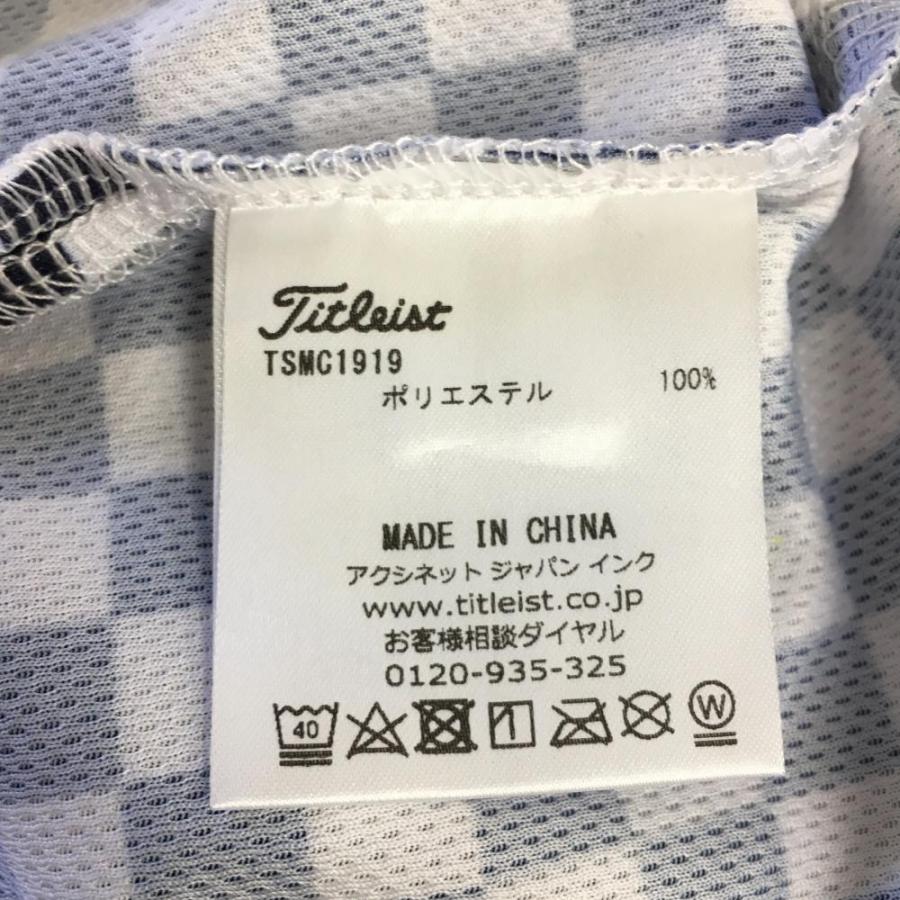 Titleist
TSMC1919
ポリエステル 100%
MADE IN CHINA
アクシネット ジャパン インク
www.titleist.co.jp
お客様相談ダイヤル
0120-935-325
40 W